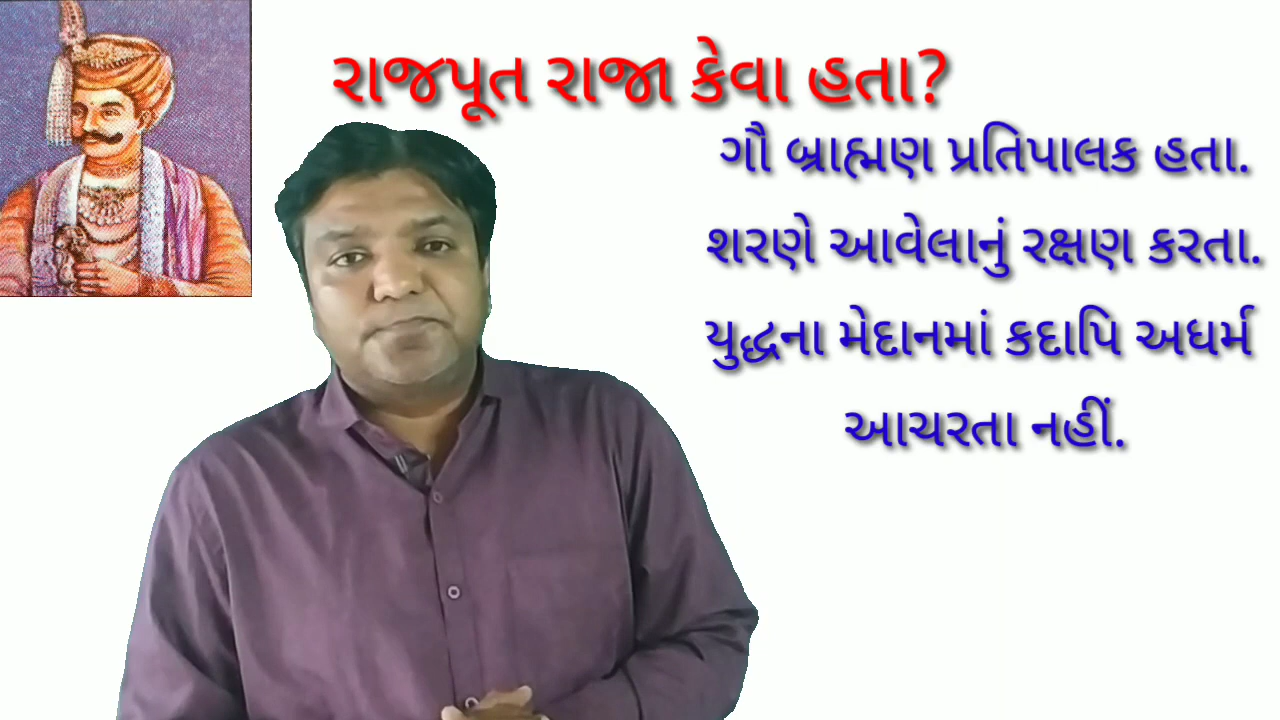 રાજપૂત રાજા કેવા હતા?
ગૌ બ્રાહ્મણ પ્રતિપાલક હતા.
શરણે આવેલાનું રક્ષણ કરતા.
યુદ્ધના મેદાનમાં કદાપિ અધર્મ
આચરતા નહીં.